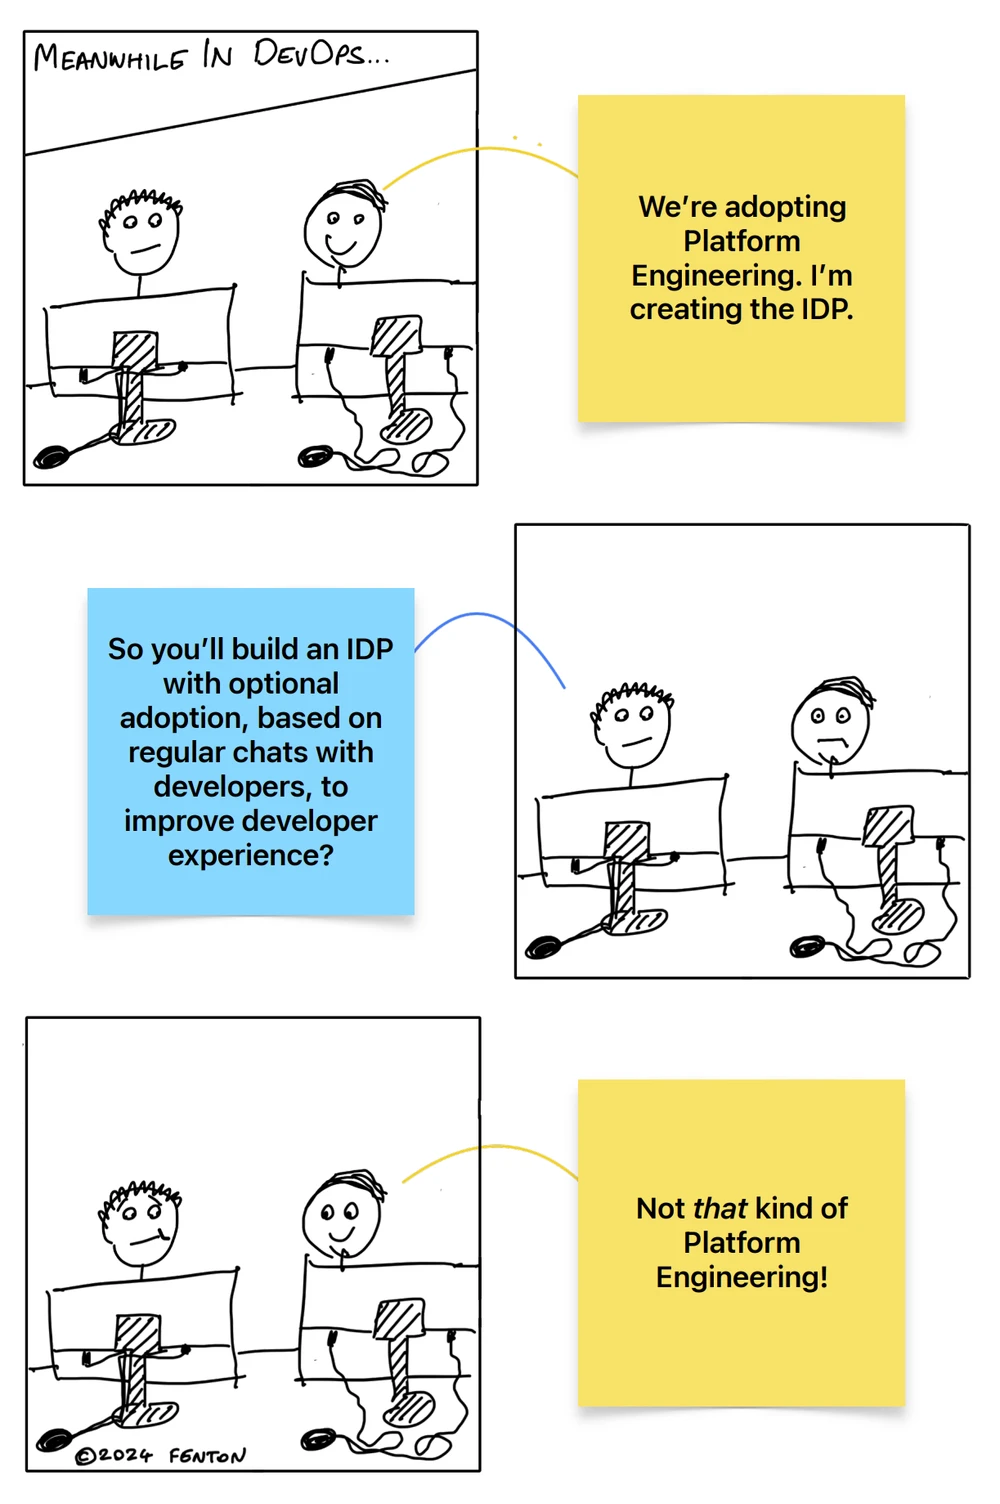 MEANWHILE IN DEVOPS...
We’re adopting
Platform
Engineering. I’m
creating the IDP.
So you’ll build an IDP
with optional
adoption, based on
regular chats with
developers, to
improve developer
experience?
Not that kind of
Platform
Engineering!
©2024 FENTON